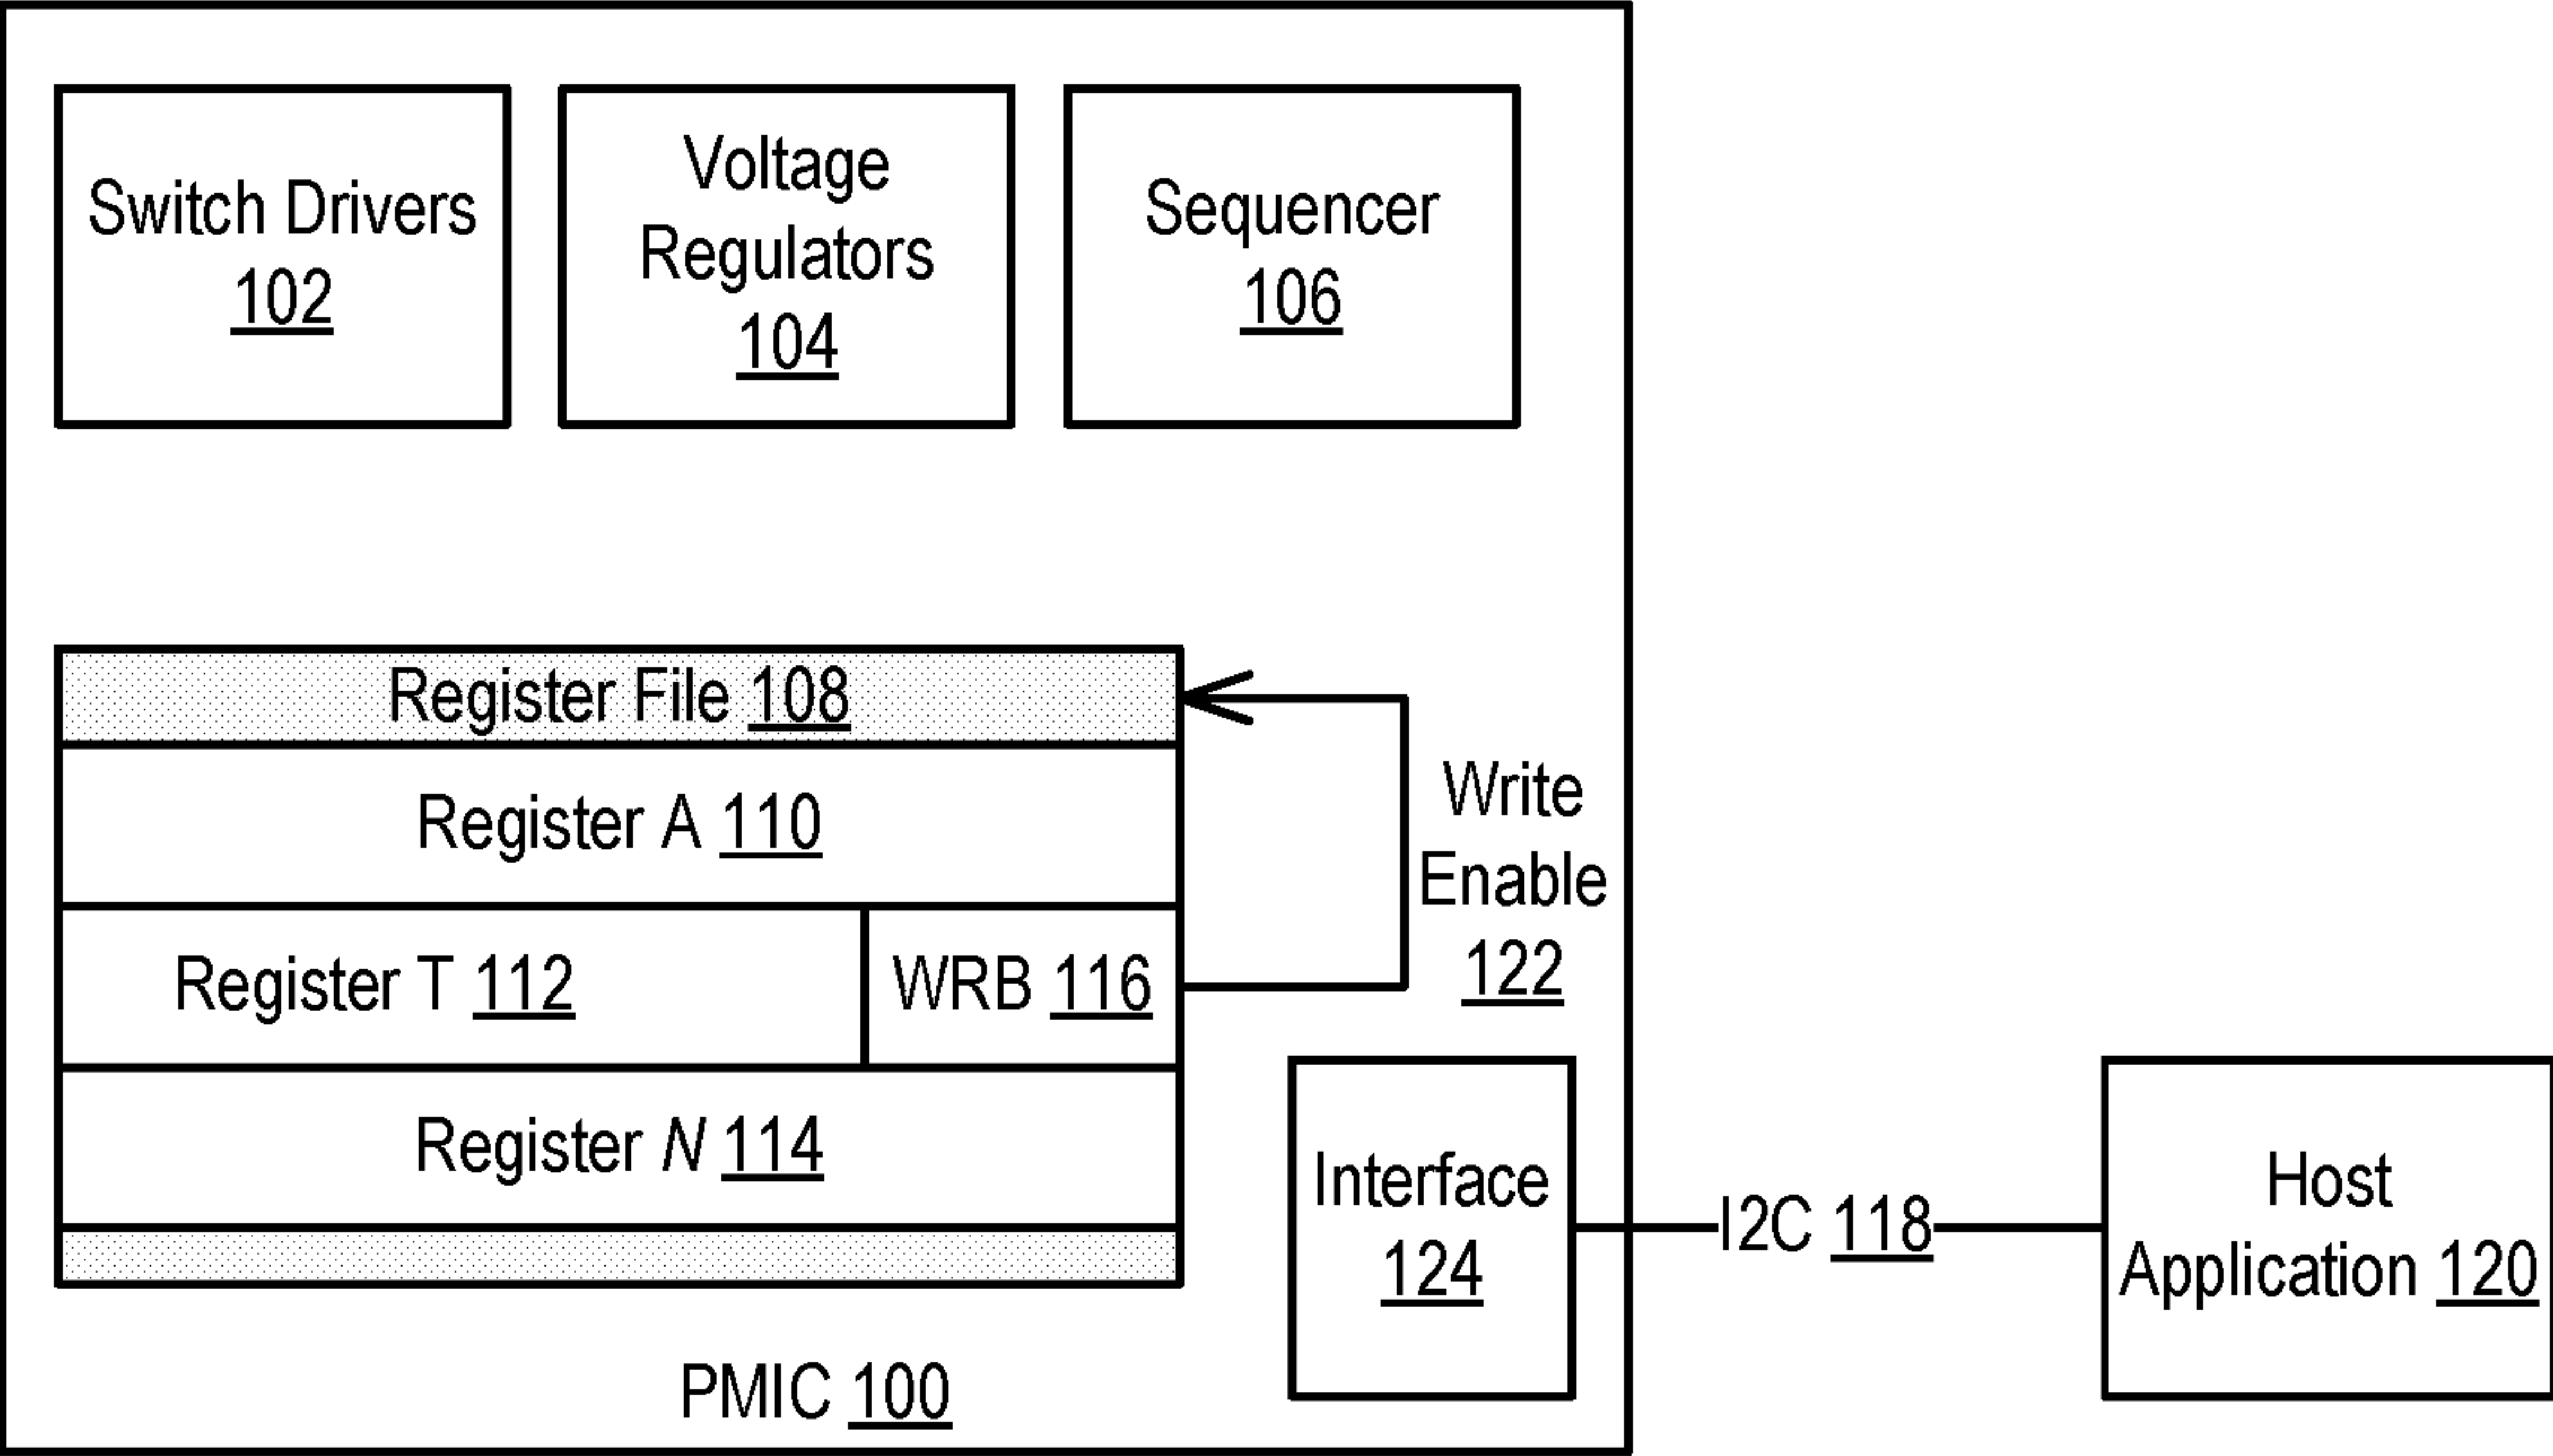 Switch Drivers
102
Voltage
Regulators
104
Sequencer
106
Register File 108
Register A 110
Register T 112
WRB 116
Register N 114
Write
Enable
122
Interface
124
I2C 118
Host
Application 120
PMIC 100